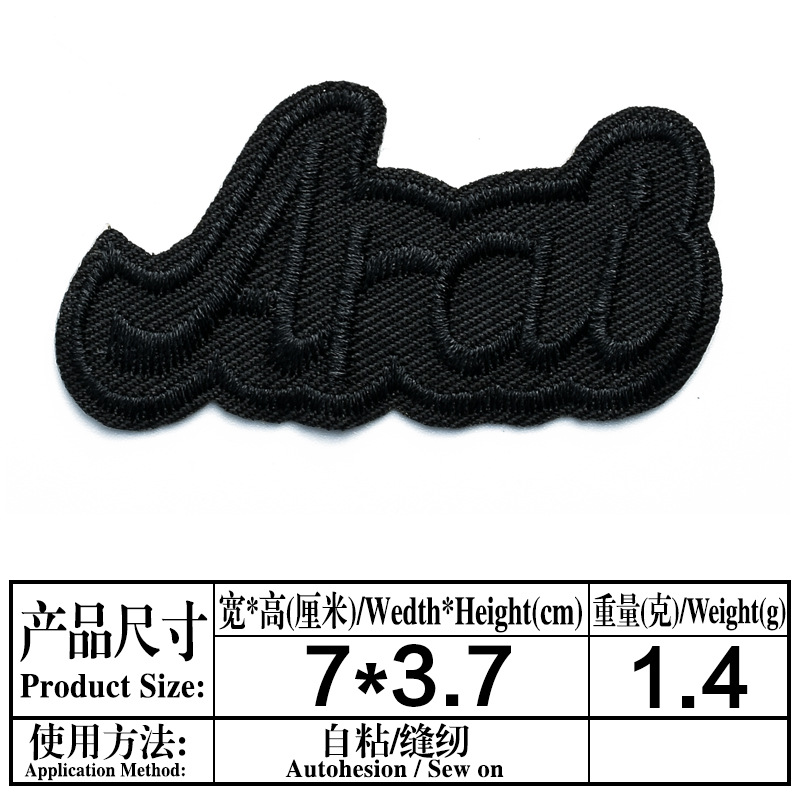 Arab
产品尺寸
Product Size:
宽*高(厘米)/Wedth*Height(cm)
7*3.7
重量(克)/Weight(g)
1.4
使用方法:
Application Method:
自粘/缝纫
Autohesion / Sew on